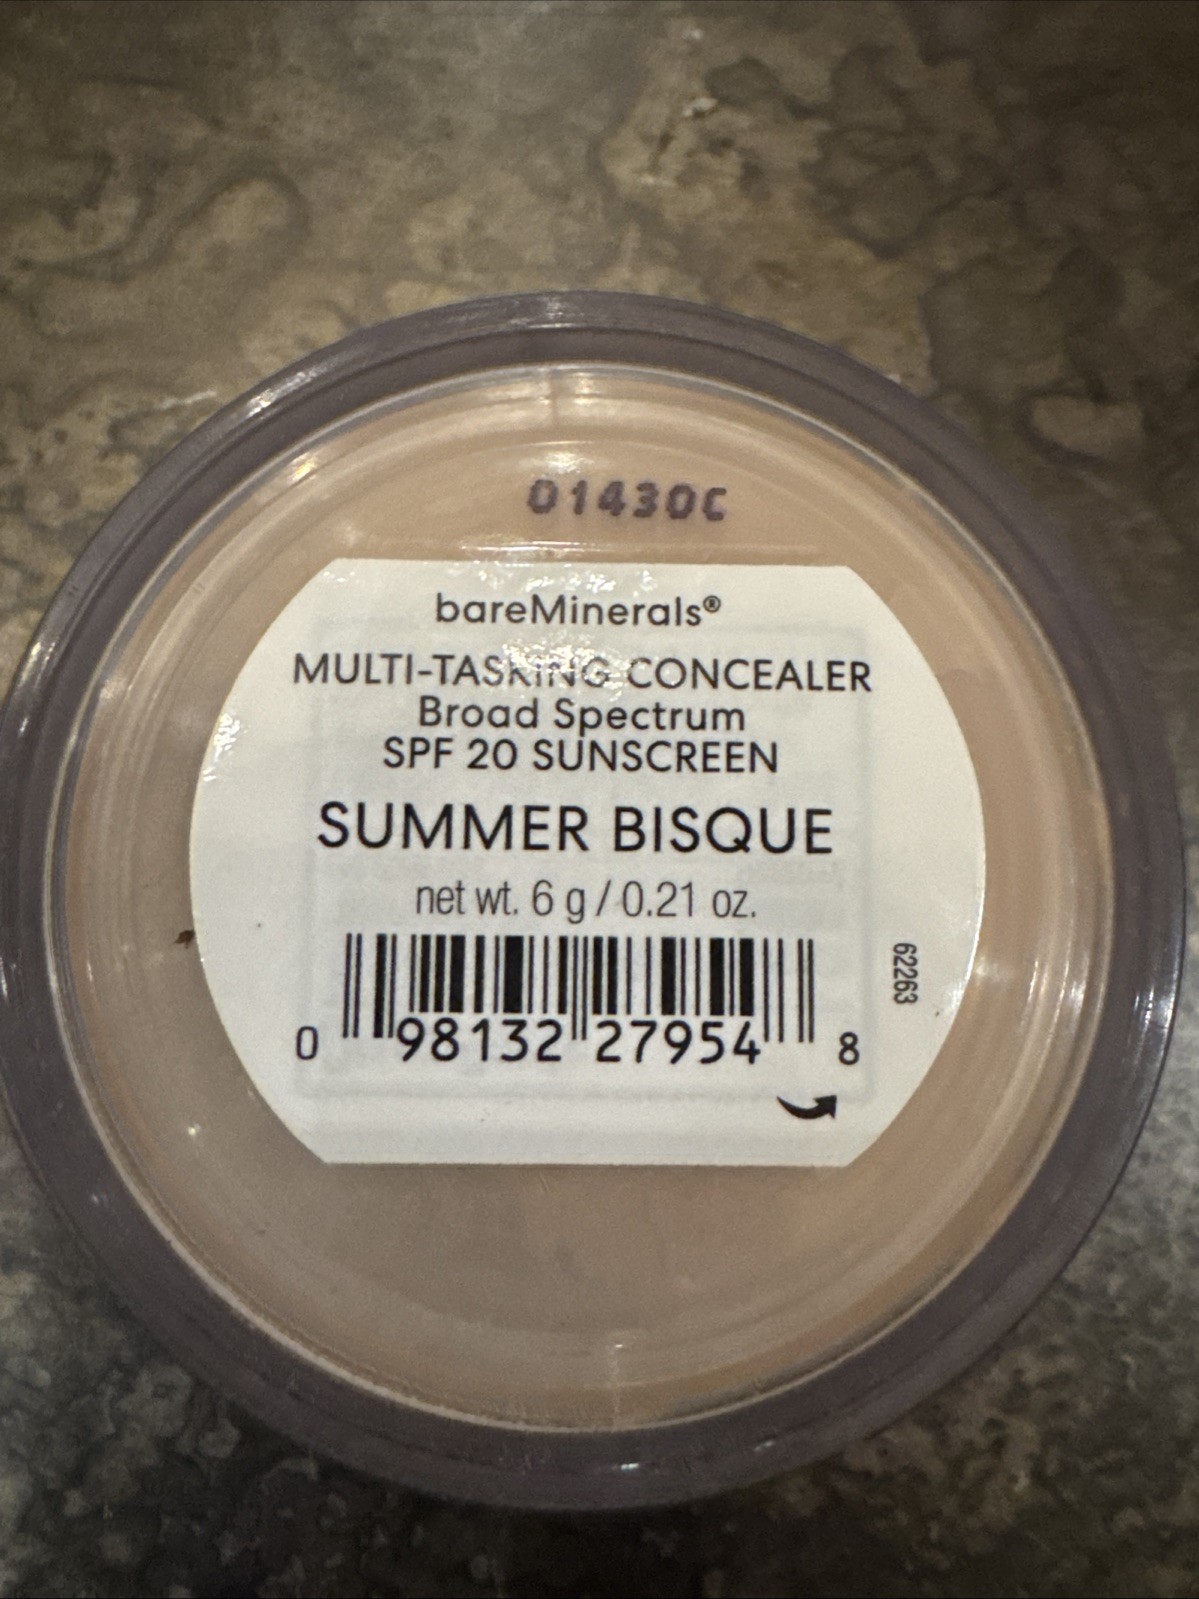 01430C
bareMinerals®
MULTI-TASKING CONCEALER
Broad Spectrum
SPF 20 SUNSCREEN
SUMMER BISQUE
net wt. 6 g / 0.21 oz.
62263
0 98132 27954 8